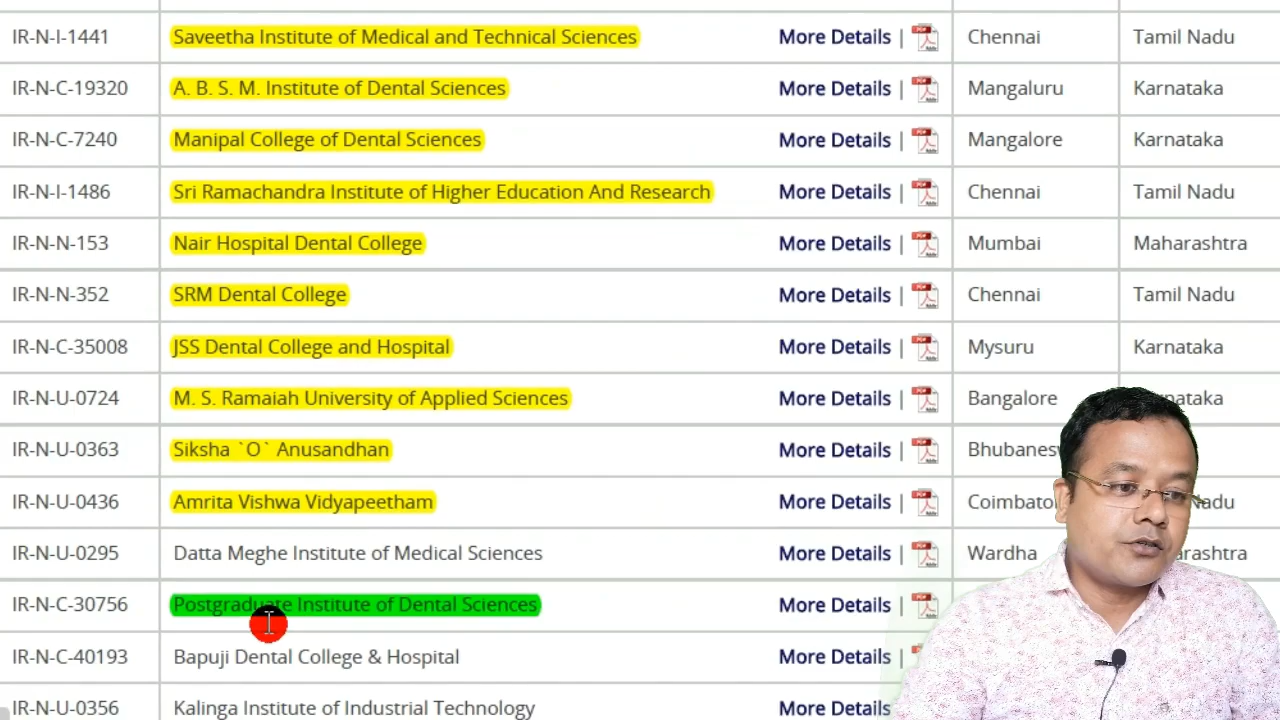 IR-N-I-1441 Saveetha Institute of Medical and Technical Sciences More Details | Chennai Tamil Nadu
IR-N-C-19320 A. B. S. M. Institute of Dental Sciences More Details | Mangaluru Karnataka
IR-N-C-7240 Manipal College of Dental Sciences More Details | Mangalore Karnataka
IR-N-I-1486 Sri Ramachandra Institute of Higher Education And Research More Details | Chennai Tamil Nadu
IR-N-N-153 Nair Hospital Dental College More Details | Mumbai Maharashtra
IR-N-N-352 SRM Dental College More Details | Chennai Tamil Nadu
IR-N-C-35008 JSS Dental College and Hospital More Details | Mysuru Karnataka
IR-N-U-0724 M. S. Ramaiah University of Applied Sciences More Details | Bangalore
IR-N-U-0363 Siksha `O` Anusandhan More Details |
IR-N-U-0436 Amrita Vishwa Vidyapeetham More Details |
IR-N-U-0295 Datta Meghe Institute of Medical Sciences More Details | Wardha
IR-N-C-30756 Postgraduate Institute of Dental Sciences More Details |
IR-N-C-40193 Bapuji Dental College & Hospital More Details |
IR-N-U-0356 Kalinga Institute of Industrial Technology More Details